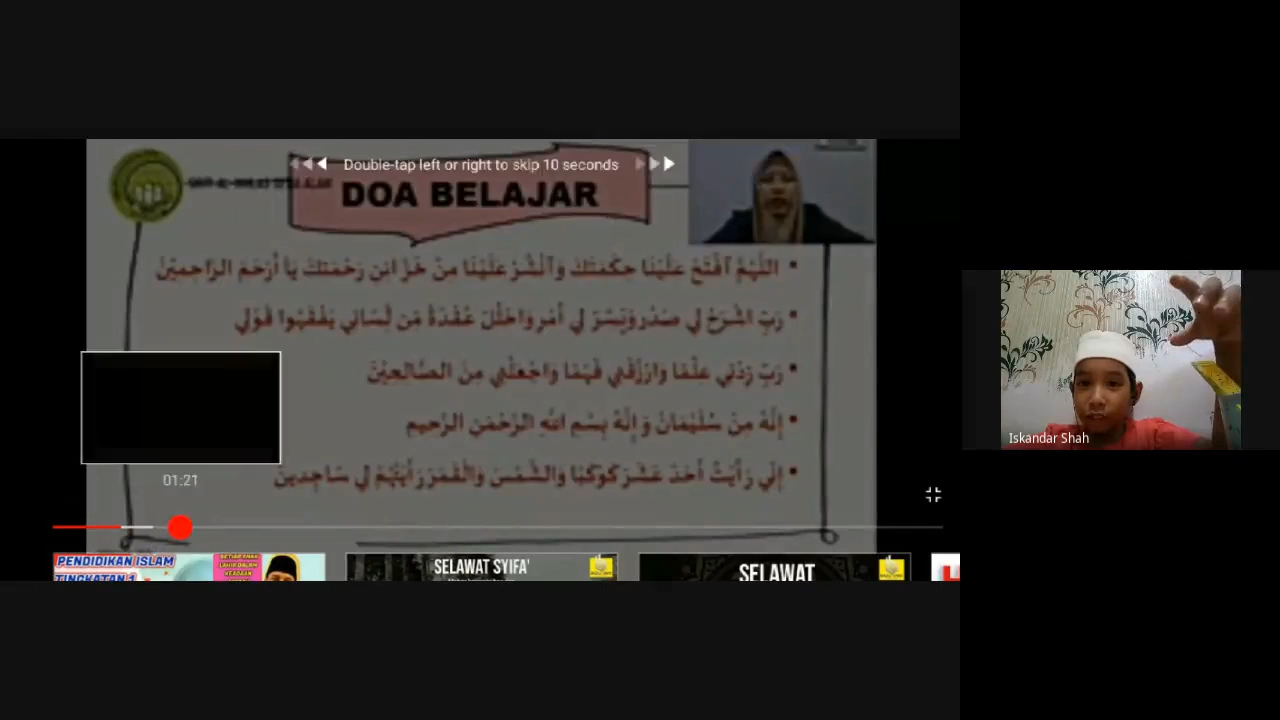 Double-tap left or right to skip 10 seconds
DOA BELAJAR
اللَّهُمَّ افْتَحْ عَلَيْنَا حِكْمَتَكَ وَانْشُرْ عَلَيْنَا مِنْ خَزَائِنِ رَحْمَتِكَ يَا أَرْحَمَ الرَّاحِمِيْنَ
رَبِّ اشْرَحْ لِي صَدْرِ وَيَسِّرْ لِي أَمْرِ وَاحْلُلْ عُقْدَةً مِّن لِّسَانِي يَفْقَهُوا قَوْلِي
رَبِّ زِدْنِي عِلْمًا وَارْزُقْنِي فَهْمًا وَاجْعَلْنِي مِنَ الصَّالِحِيْنَ
إِنَّهُ مِنْ سُلَيْمَانَ وَإِنَّهُ بِسْمِ اللَّهِ الرَّحْمَنِ الرَّحِيمِ
إِنِّي رَأَيْتُ أَحَدَ عَشَرَ كَوْكَبًا وَالشَّمْسَ وَالْقَمَرَ رَأَيْتُهُمْ لِي سَاجِدِينَ
01:21
Iskandar Shah
PENDIDIKAN ISLAM
TINGKATAN 1
SELAWAT SYIFA'
SELAWAT